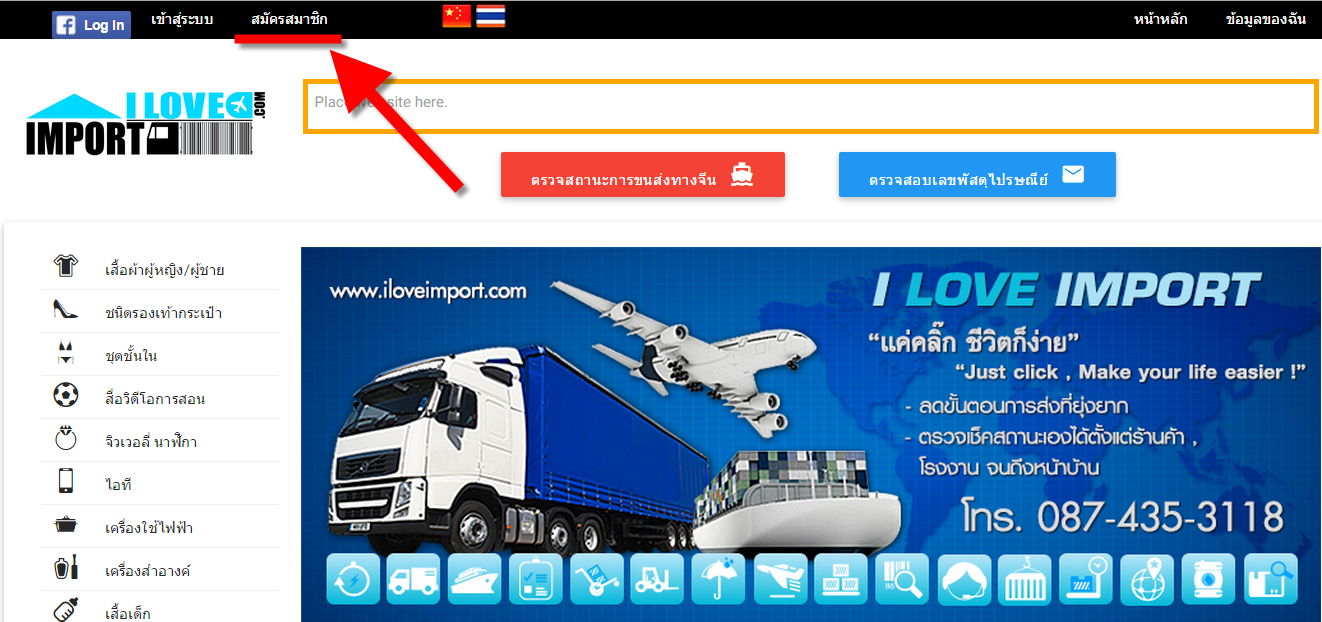 Log in เข้าสู่ระบบ สมัครสมาชิก หน้าหลัก ข้อมูลของฉัน
I LOVE .COM
IMPORT
site here.
ตรวจสถานะการขนส่งทางจีน ตรวจสอบเลขพัสดุไปรษณีย์
เสื้อผ้าผู้หญิง/ผู้ชาย
ชนิดรองเท้ากระเป๋า
ชุดชั้นใน
สื่อวิดีโอการสอน
จิวเวอลี่ นาฬิกา
ไอที
เครื่องใช้ไฟฟ้า
เครื่องสำอางค์
เสื้อเด็ก
www.iloveimport.com
I LOVE IMPORT
“แค่คลิ๊ก ชีวิตก็ง่าย”
“Just click , Make your life easier !”
- ลดขั้นตอนการส่งที่ยุ่งยาก
- ตรวจเช็คสถานะเองได้ตั้งแต่ร้านค้า ,
โรงงาน จนถึงหน้าบ้าน
โทร. 087-435-3118